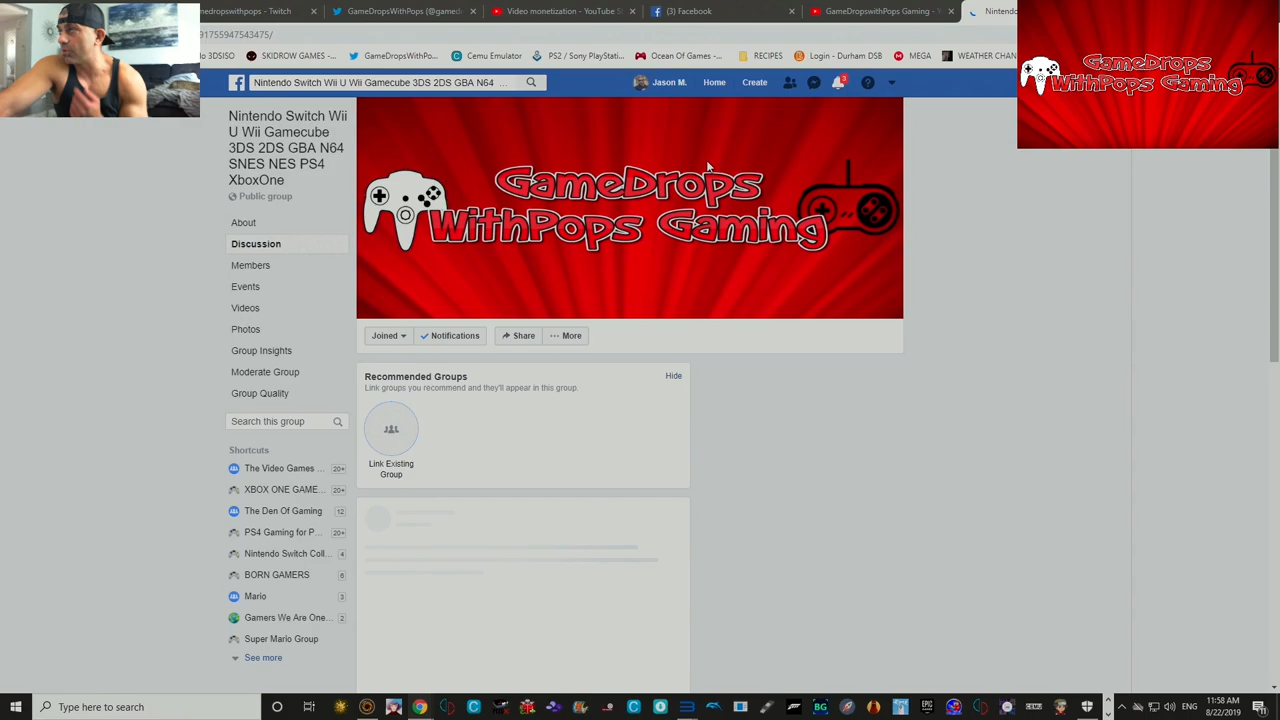 Video monetization - YouTube S
GameDropsWithPops (@gamed
(3) Facebook
YouTube Gaming - Y
Nintendo
91755947543475/
3DISO
SKIDROW GAMES - ...
GameDropsWithPo...
Cemu Emulator
PS2 / Sony PlayStati...
Ocean Of Games - ...
RECIPES
Login - Durham DSB
MEGA
WEATHER CHAN
Nintendo Switch Wii U Wii Gamecube 3DS 2DS GBA N64 ...
Jason M.
Home
Create
3
GameDrops
WithPops Gaming
Nintendo Switch Wii
U Wii Gamecube
3DS 2DS GBA N64
SNES NES PS4
XboxOne
Public group
About
Discussion
Members
Events
Videos
Photos
Group Insights
Moderate Group
Group Quality
Search this group
Shortcuts
The Video Games ... 20+
XBOX ONE GAME... 20+
The Den Of Gaming 12
PS4 Gaming for P... 20+
Nintendo Switch Coll... 4
BORN GAMERS 6
Mario 3
Gamers We Are One... 2
Super Mario Group
See more
GameDrops
WithPops Gaming
Joined
Notifications
Share
More
Recommended Groups
Hide
Link groups you recommend and they'll appear in this group.
Link Existing
Group
Type here to search
11:58 AM
8/22/2019